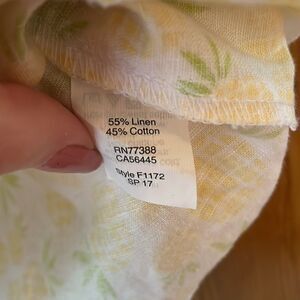 55% Linen
45% Cotton
RN77388
CA56445
Style F1172
SP 17